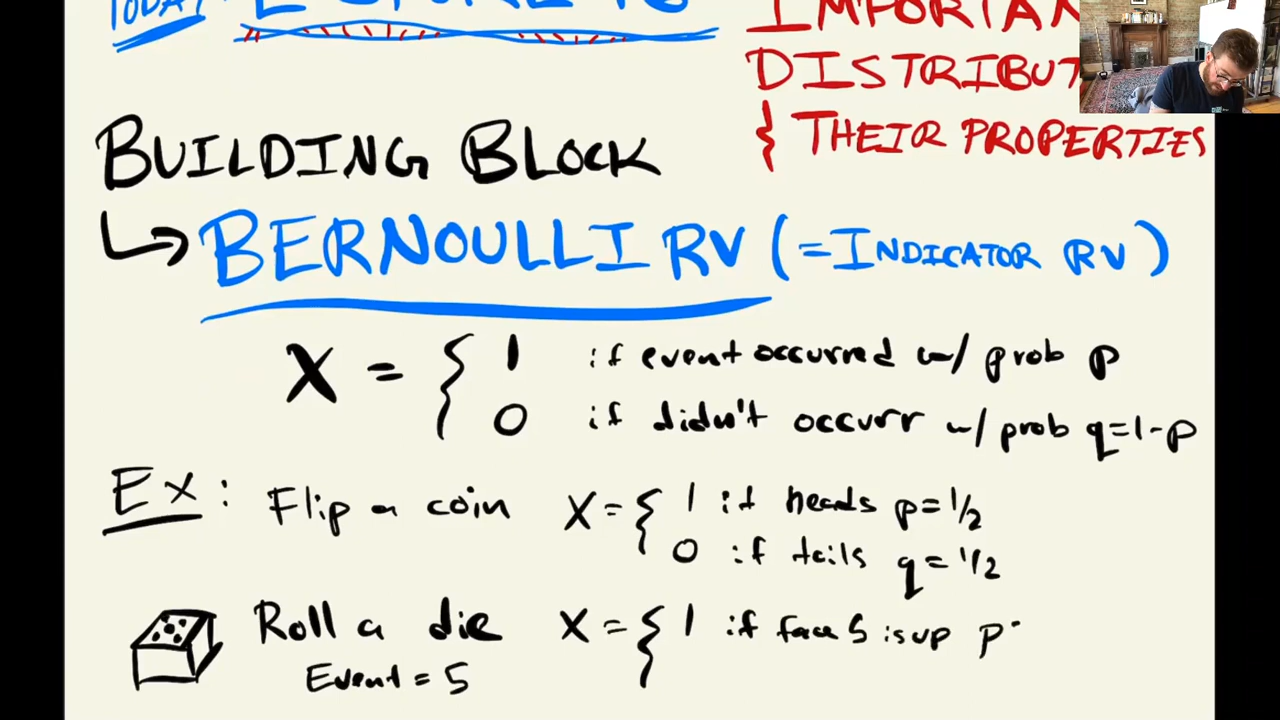 TODAY
IMPORTAN
DISTRIBUT
{ THEIR PROPERTIES
BUILDING BLOCK
↳ BERNOULLI RV (=INDICATOR RV)
X = { 1 if event occurred w/ prob p
0 if didn't occurr w/ prob q=1-p
Ex: Flip a coin X = { 1 if heads p=1/2
0 if tails q=1/2
Roll a die X = { 1 if face 5 is up p
Event = 5